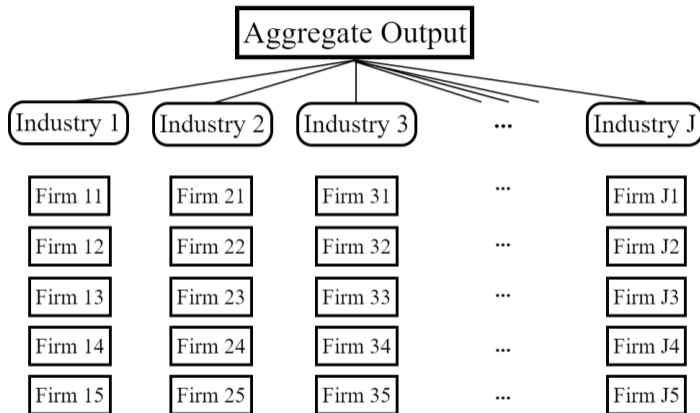 Aggregate Output
Industry 1 Industry 2 Industry 3 ... Industry J
Firm 11 Firm 21 Firm 31 ... Firm J1
Firm 12 Firm 22 Firm 32 ... Firm J2
Firm 13 Firm 23 Firm 33 ... Firm J3
Firm 14 Firm 24 Firm 34 ... Firm J4
Firm 15 Firm 25 Firm 35 ... Firm J5